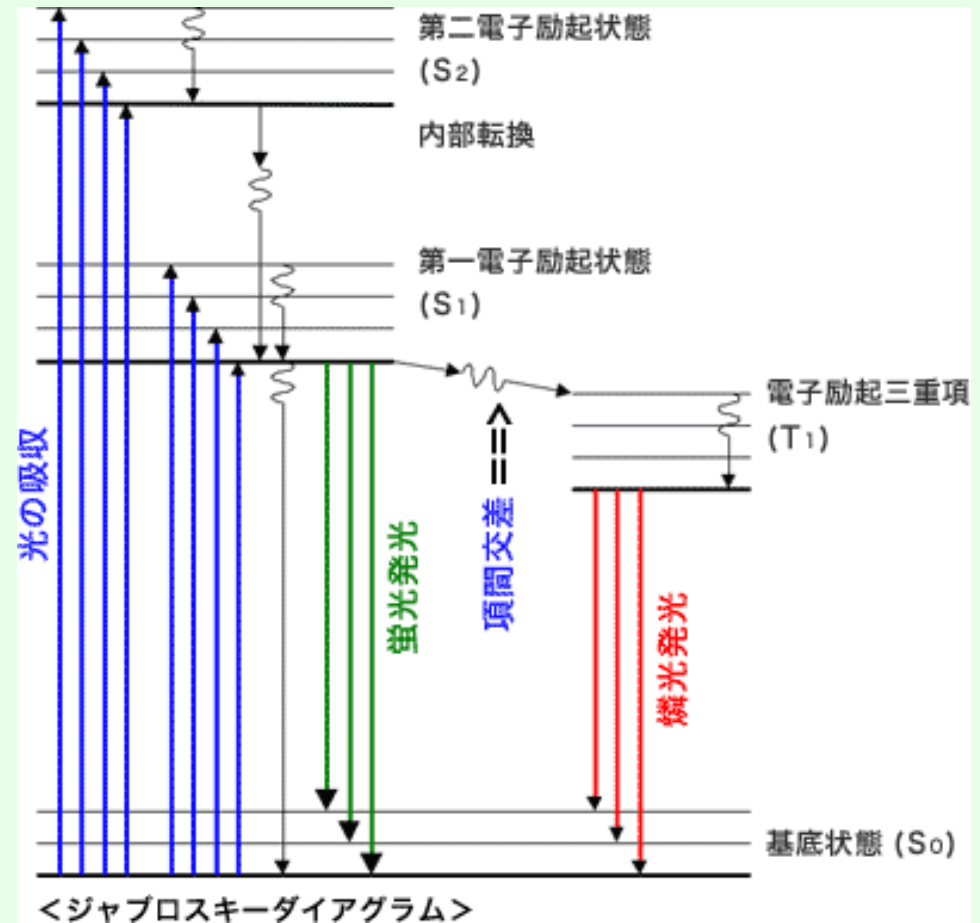 第二電子励起状態
(S2)
内部転換
第一電子励起状態
(S1)
電子励起三重項
(T1)
光の吸収
蛍光発光
項間交差 ==>
燐光発光
基底状態 (S0)
＜ジャブロスキーダイアグラム＞